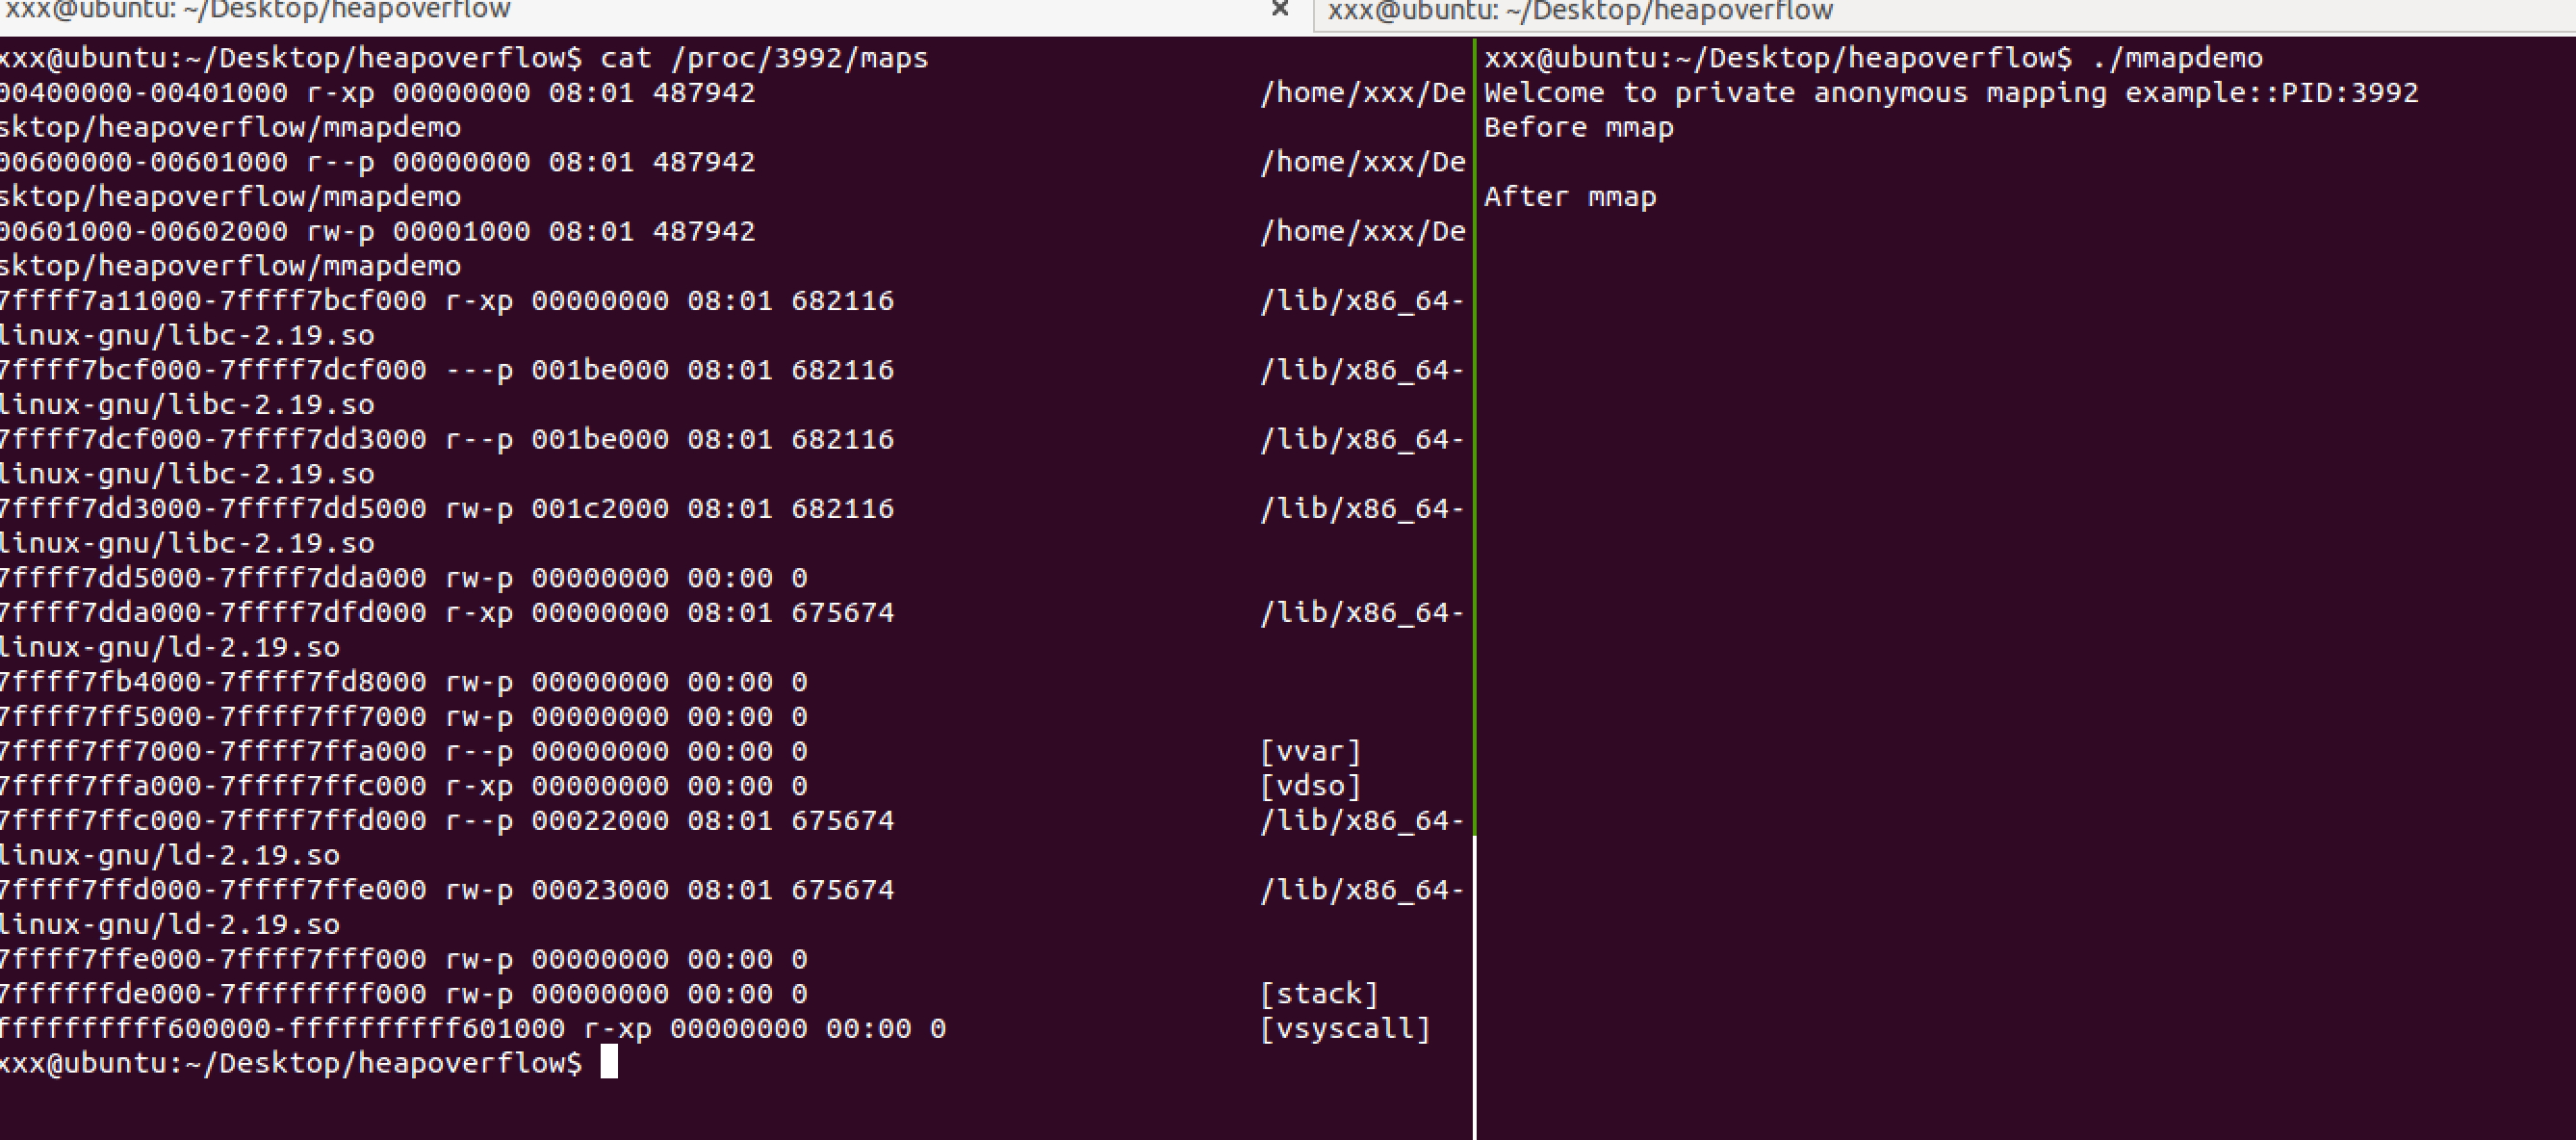 xxx@ubuntu: ~/Desktop/heapoverflow
xxx@ubuntu:~/Desktop/heapoverflow$ cat /proc/3992/maps
00400000-00401000 r-xp 00000000 08:01 487942 /home/xxx/De
sktop/heapoverflow/mmapdemo
00600000-00601000 r--p 00000000 08:01 487942 /home/xxx/De
sktop/heapoverflow/mmapdemo
00601000-00602000 rw-p 00001000 08:01 487942 /home/xxx/De
sktop/heapoverflow/mmapdemo
7ffff7a11000-7ffff7bcf000 r-xp 00000000 08:01 682116 /lib/x86_64-
linux-gnu/libc-2.19.so
7ffff7bcf000-7ffff7dcf000 ---p 001be000 08:01 682116 /lib/x86_64-
linux-gnu/libc-2.19.so
7ffff7dcf000-7ffff7dd3000 r--p 001be000 08:01 682116 /lib/x86_64-
linux-gnu/libc-2.19.so
7ffff7dd3000-7ffff7dd5000 rw-p 001c2000 08:01 682116 /lib/x86_64-
linux-gnu/libc-2.19.so
7ffff7dd5000-7ffff7dda000 rw-p 00000000 00:00 0
7ffff7dda000-7ffff7dfd000 r-xp 00000000 08:01 675674 /lib/x86_64-
linux-gnu/ld-2.19.so
7ffff7fb4000-7ffff7fd8000 rw-p 00000000 00:00 0
7ffff7ff5000-7ffff7ff7000 rw-p 00000000 00:00 0
7ffff7ff7000-7ffff7ffa000 r--p 00000000 00:00 0 [vvar]
7ffff7ffa000-7ffff7ffc000 r-xp 00000000 00:00 0 [vdso]
7ffff7ffc000-7ffff7ffd000 r--p 00022000 08:01 675674 /lib/x86_64-
linux-gnu/ld-2.19.so
7ffff7ffd000-7ffff7ffe000 rw-p 00023000 08:01 675674 /lib/x86_64-
linux-gnu/ld-2.19.so
7ffff7ffe000-7ffff7fff000 rw-p 00000000 00:00 0
7ffffffde000-7ffffffff000 rw-p 00000000 00:00 0 [stack]
ffffffffff600000-ffffffffff601000 r-xp 00000000 00:00 0 [vsyscall]
xxx@ubuntu:~/Desktop/heapoverflow$
xxx@ubuntu: ~/Desktop/heapoverflow
xxx@ubuntu:~/Desktop/heapoverflow$ ./mmapdemo
Welcome to private anonymous mapping example::PID:3992
Before mmap
After mmap